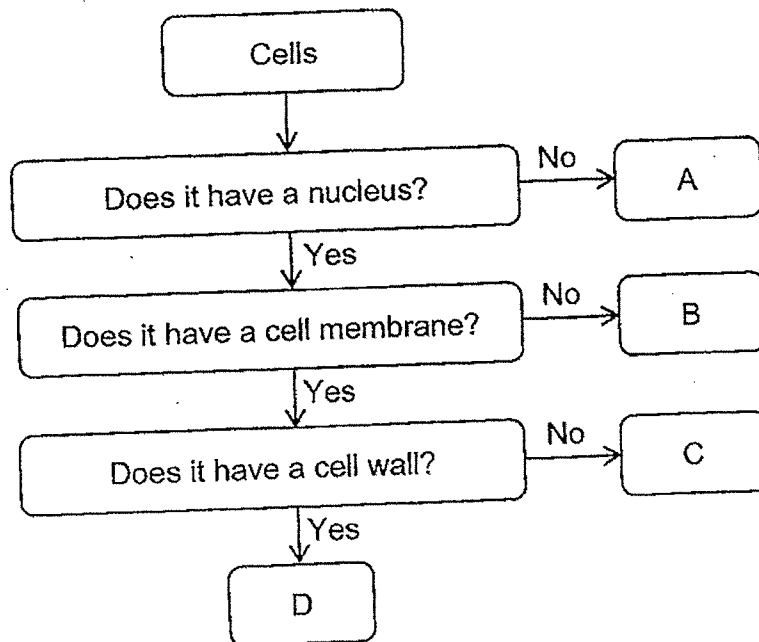 Cells
Does it have a nucleus?
No
A
Yes
Does it have a cell membrane?
No
B
Yes
Does it have a cell wall?
No
C
Yes
D